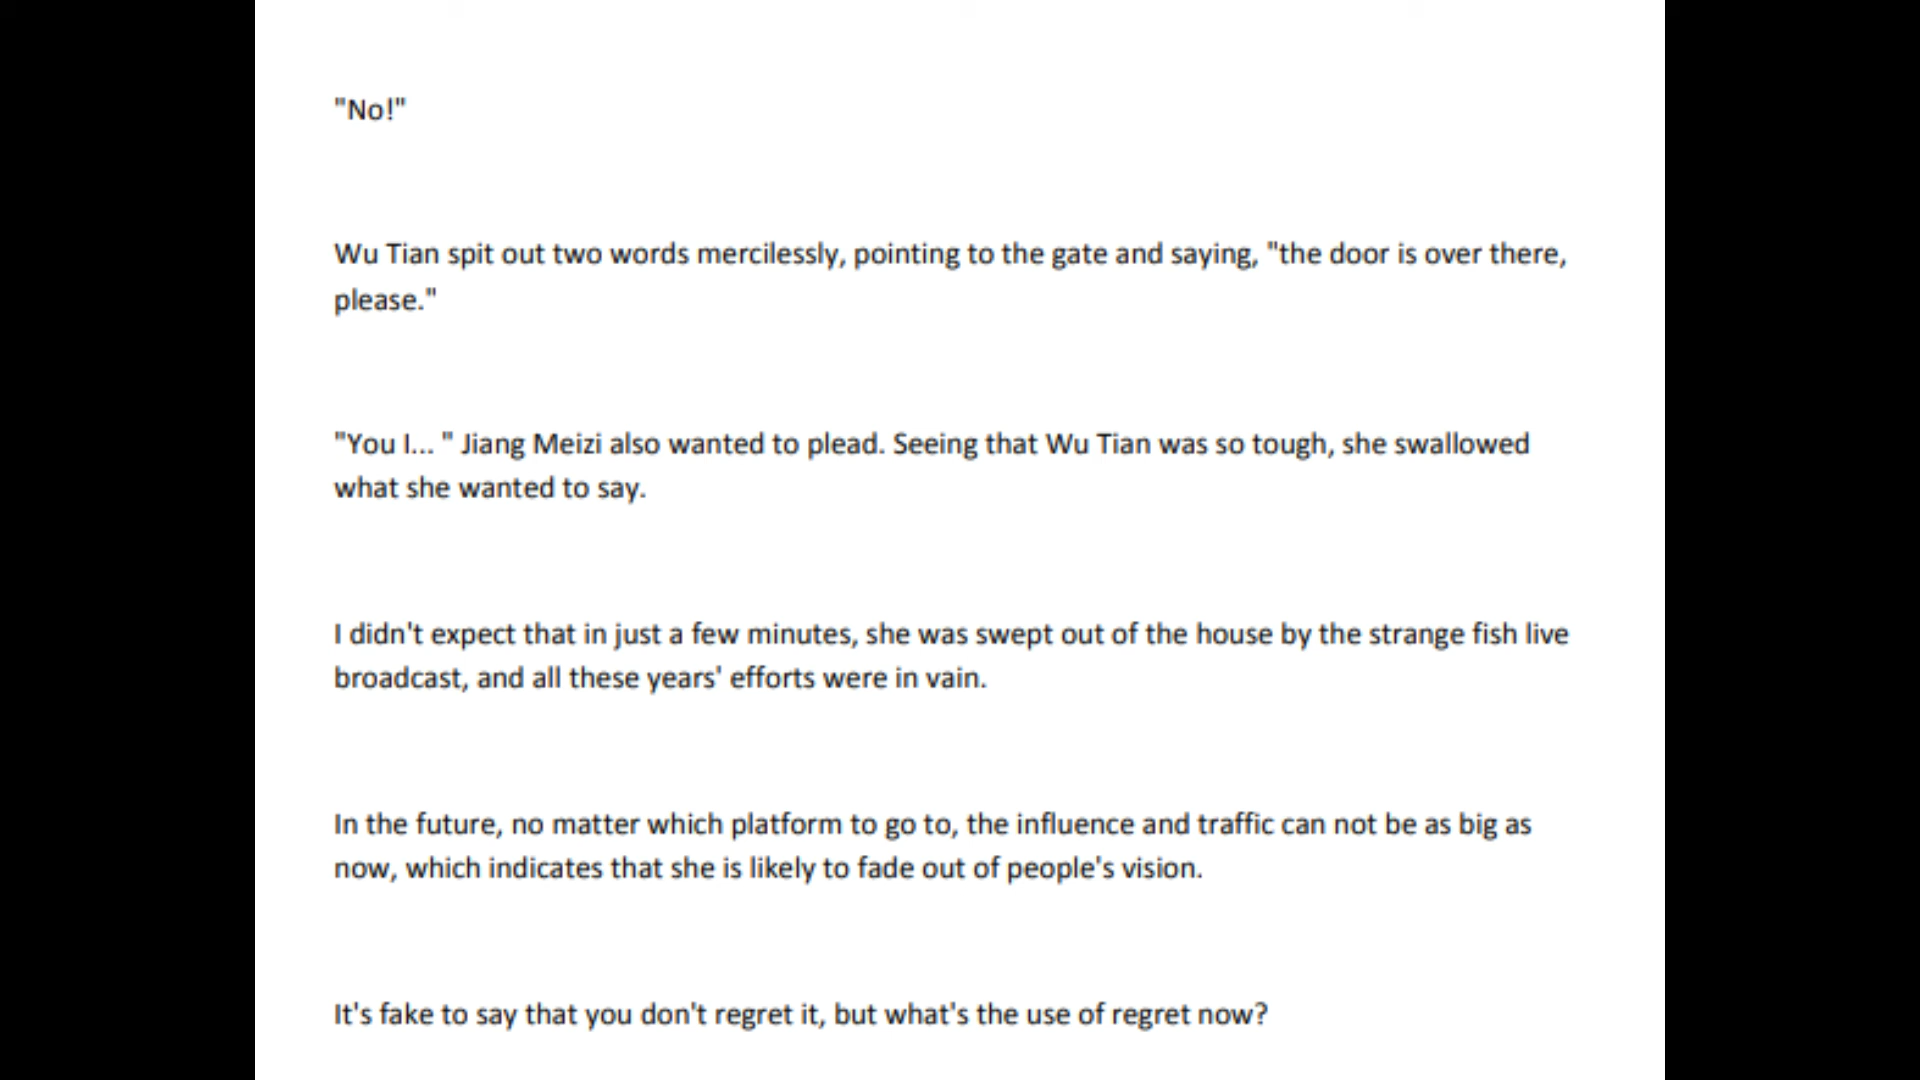 "No!"
Wu Tian spit out two words mercilessly, pointing to the gate and saying, "the door is over there,
please."
"You I... " Jiang Meizi also wanted to plead. Seeing that Wu Tian was so tough, she swallowed
what she wanted to say.
I didn't expect that in just a few minutes, she was swept out of the house by the strange fish live
broadcast, and all these years' efforts were in vain.
In the future, no matter which platform to go to, the influence and traffic can not be as big as
now, which indicates that she is likely to fade out of people's vision.
It's fake to say that you don't regret it, but what's the use of regret now?